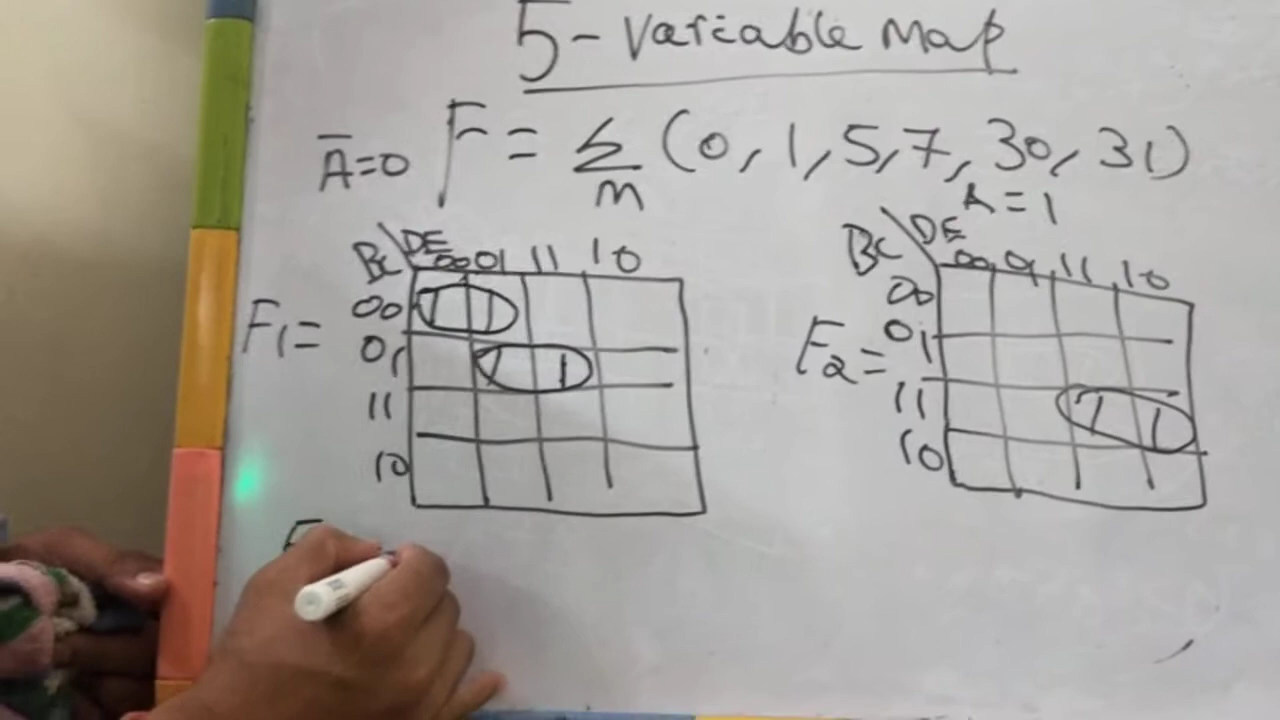 5-Variable Map
Ā=0 F = Σm (0, 1, 5, 7, 30, 31)
A=1
BC\DE 00 01 11 10
F1=
00 1 1
01 1 1
11
10
BC\DE 00 01 11 10
F2=
00
01
11 1 1
10
F